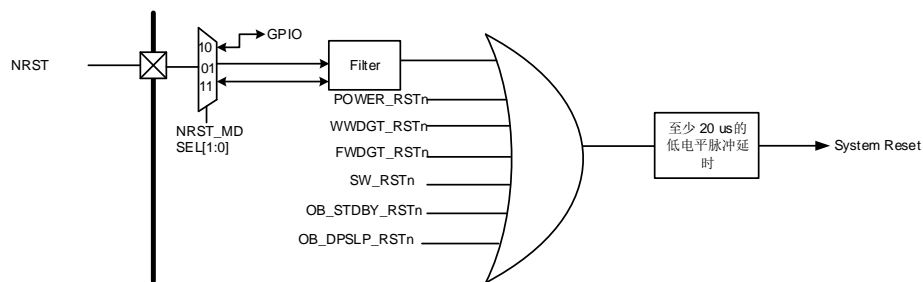 GPIO
NRST
10
01
11
Filter
NRST_MD
SEL[1:0]
POWER_RSTn
WWDGT_RSTn
FWDGT_RSTn
SW_RSTn
OB_STDBY_RSTn
OB_DPSLP_RSTn
至少 20 us的
低电平脉冲延
时
System Reset